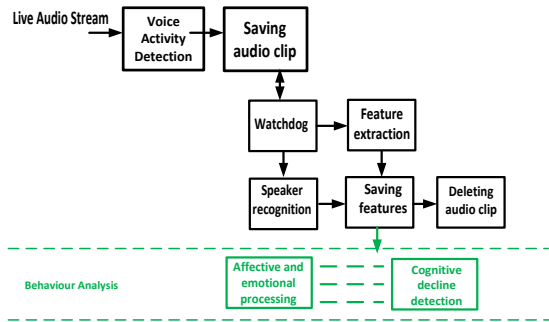 Live Audio Stream
Voice
Activity
Detection
Saving
audio clip
Watchdog
Feature
extraction
Speaker
recognition
Saving
features
Deleting
audio clip
Behaviour Analysis
Affective and
emotional
processing
Cognitive
decline
detection